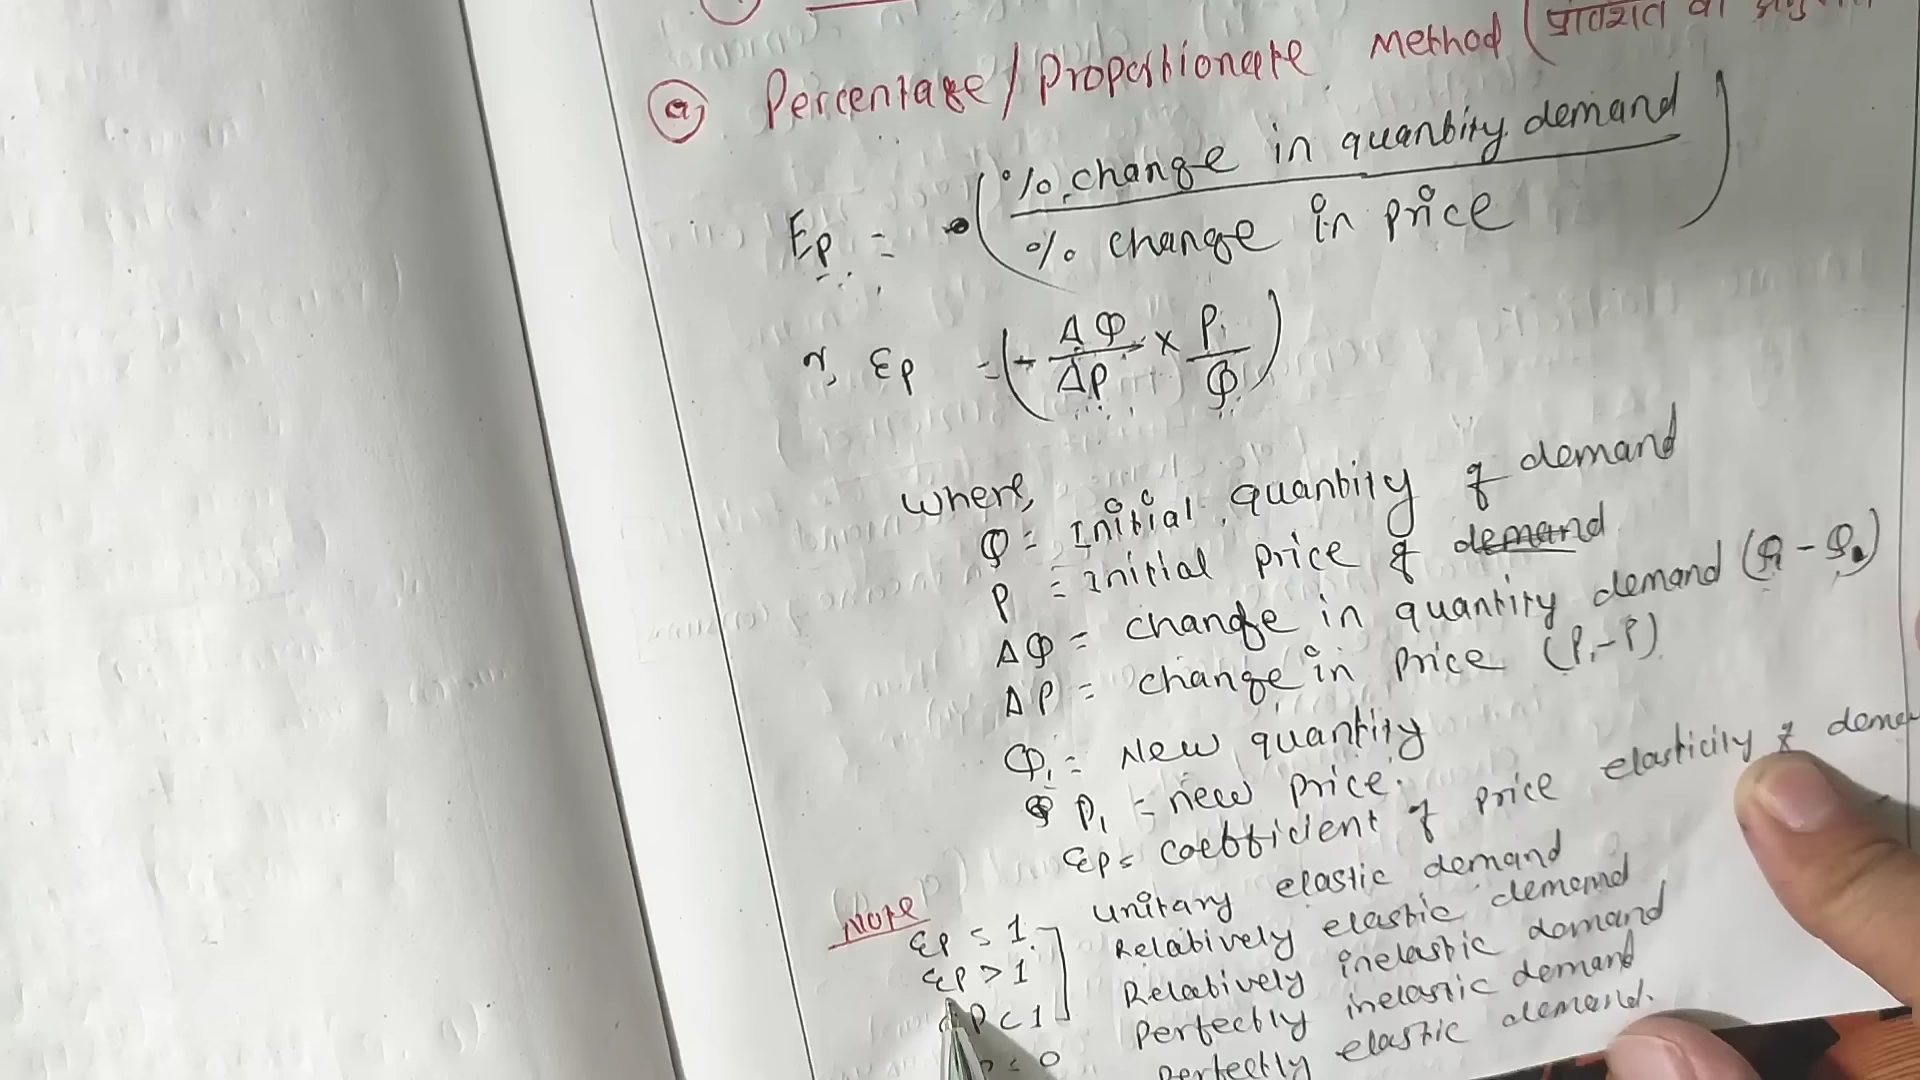 (a) Percentage/Proportionate Method (प्रतिशत वा
% change in quantity demand
Ep = -( % change in price )
or, Ep = (- ΔQ/ΔP × P/Q)
where,
Q = Initial quantity of demand
P = initial price of demand
ΔQ = change in quantity demand (Q1 - Q)
ΔP = change in price (P1 - P)
Q1 = New quantity
P1 = new price.
Ep = coefficient of price elasticity of
Note
Ep = 1 unitary elastic demand
Ep > 1 Relatively elastic demand
Ep < 1 Relatively inelastic demand
= 0 Perfectly inelastic demand
perfectly elastic demand.